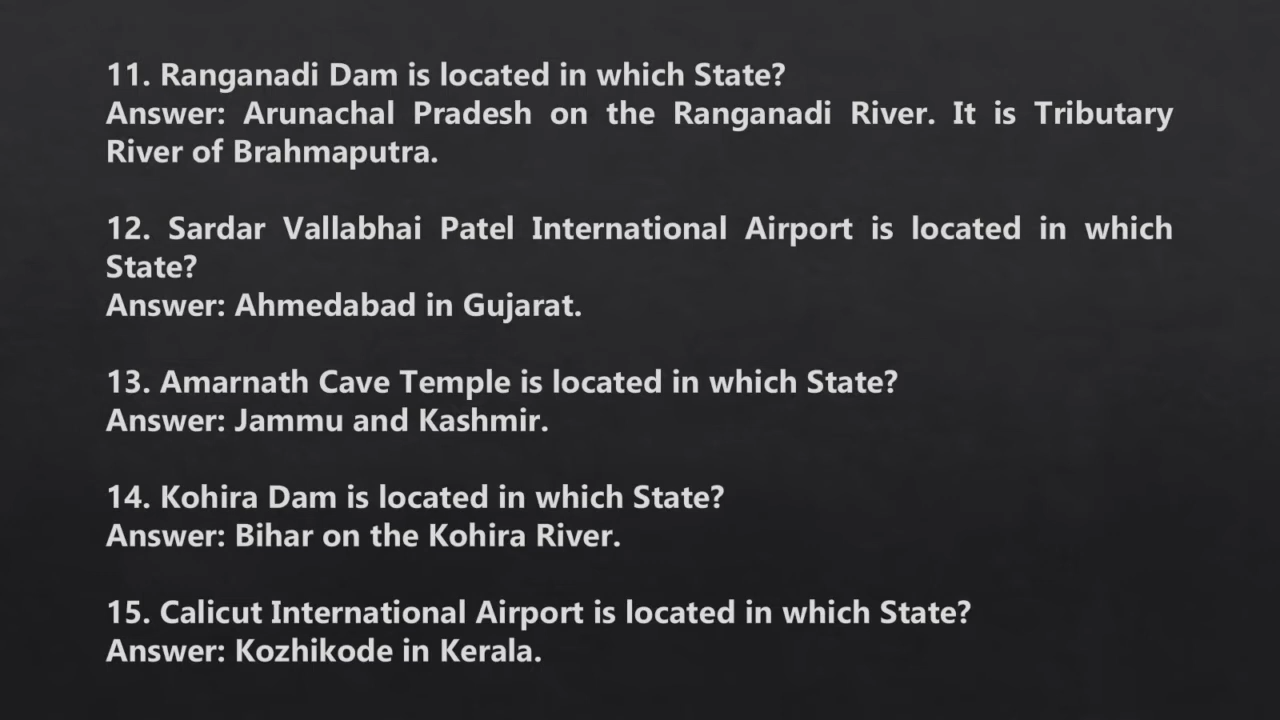 11. Ranganadi Dam is located in which State?
Answer: Arunachal Pradesh on the Ranganadi River. It is Tributary
River of Brahmaputra.
12. Sardar Vallabhai Patel International Airport is located in which
State?
Answer: Ahmedabad in Gujarat.
13. Amarnath Cave Temple is located in which State?
Answer: Jammu and Kashmir.
14. Kohira Dam is located in which State?
Answer: Bihar on the Kohira River.
15. Calicut International Airport is located in which State?
Answer: Kozhikode in Kerala.